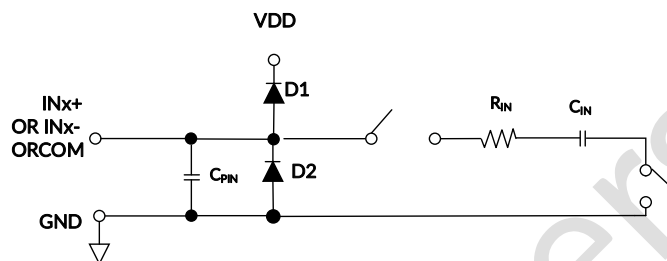 VDD
D1
INx+
OR INx-
ORCOM
RIN
CIN
D2
CPIN
GND